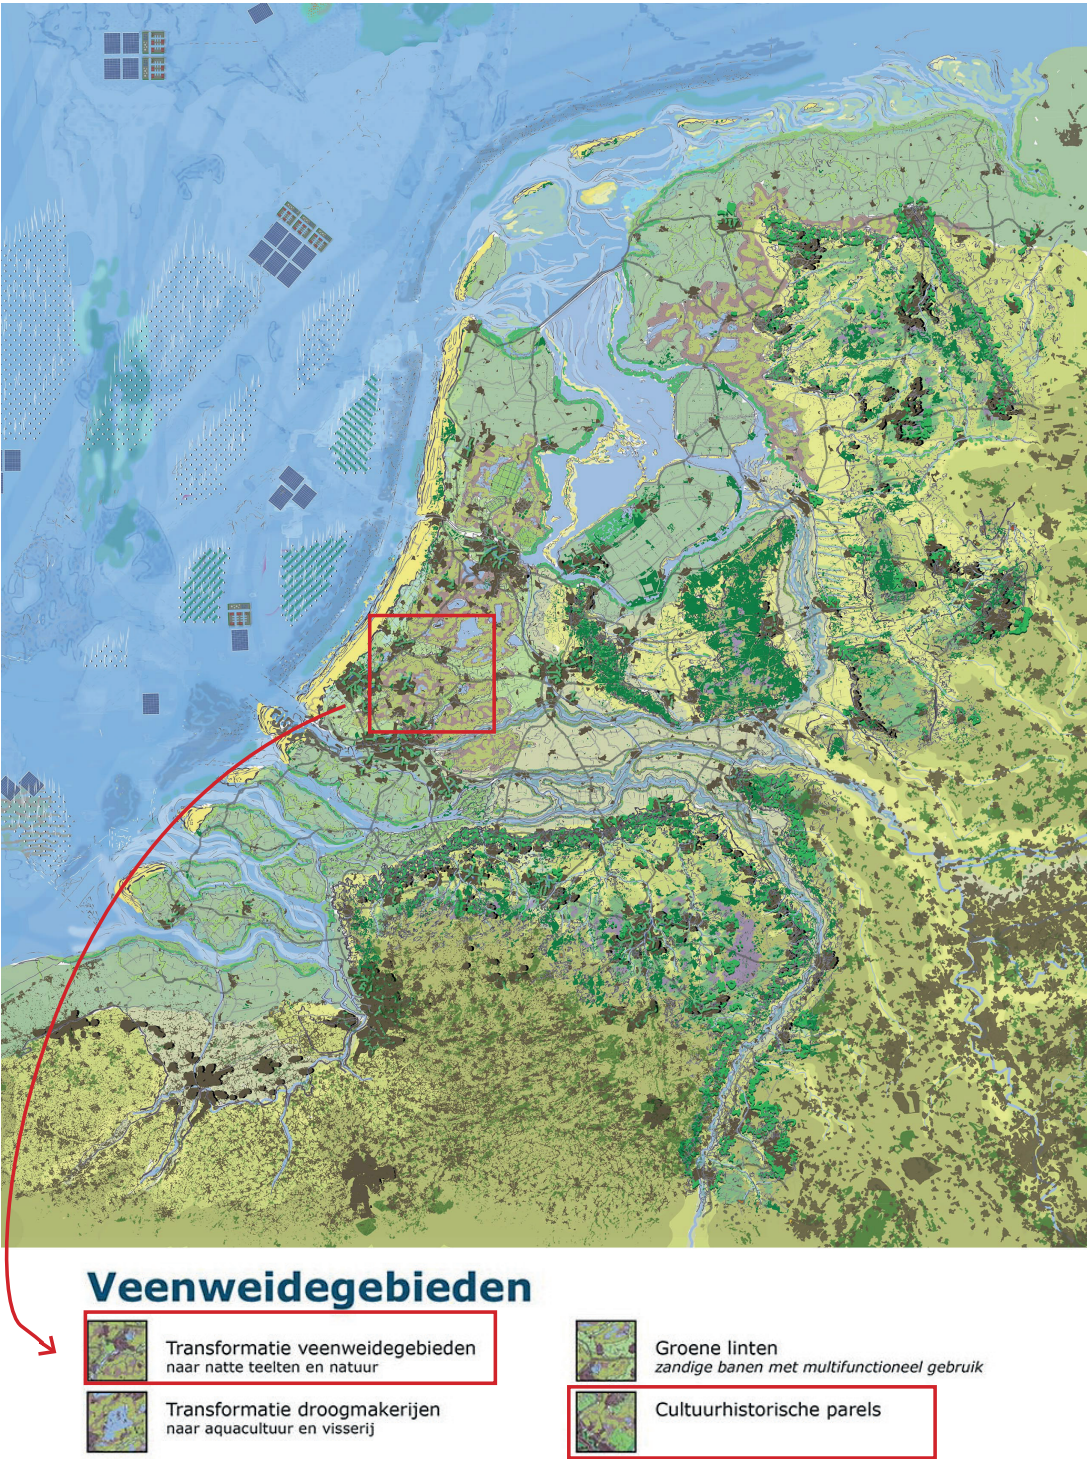 Veenweidegebieden
Transformatie veenweidegebieden
naar natte teelten en natuur
Transformatie droogmakerijen
naar aquacultuur en visserij
Groene linten
zandige banen met multifunctioneel gebruik
Cultuurhistorische parels